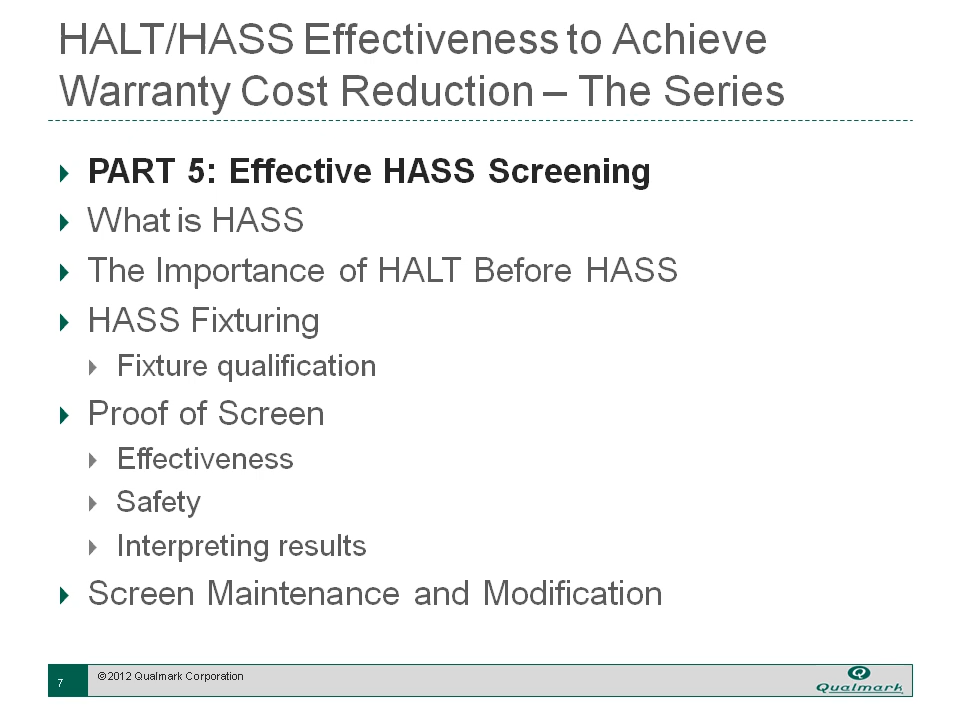 HALT/HASS Effectiveness to Achieve
Warranty Cost Reduction – The Series
PART 5: Effective HASS Screening
What is HASS
The Importance of HALT Before HASS
HASS Fixturing
Fixture qualification
Proof of Screen
Effectiveness
Safety
Interpreting results
Screen Maintenance and Modification
7
©2012 Qualmark Corporation
Q
Qualmark